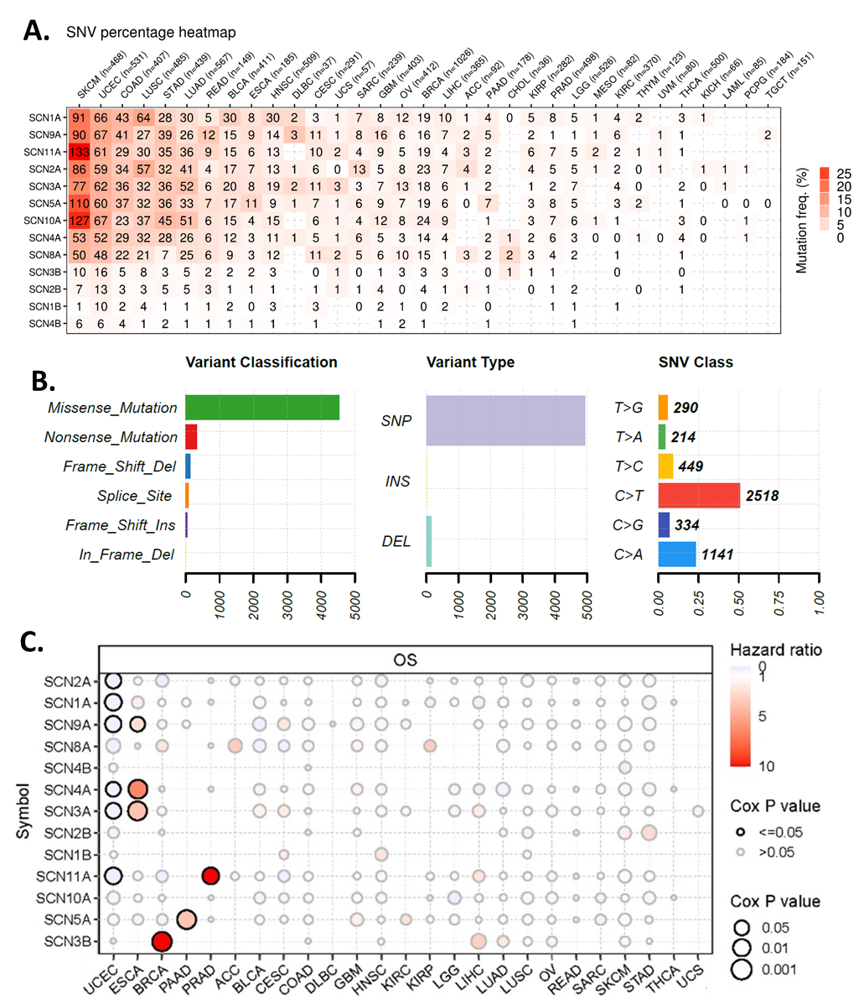 A. SNV percentage heatmap
SKCM (n=468) UCEC (n=531) COAD (n=407) LUSC (n=485) STAD (n=439) LUAD (n=567) READ (n=149) BLCA (n=411) ESCA (n=185) HNSC (n=509) DLBC (n=37) CESC (n=291) UCS (n=57) SARC (n=239) GBM (n=403) OV (n=412) BRCA (n=1026) LIHC (n=365) ACC (n=92) PAAD (n=178) CHOL (n=36) KIRP (n=282) PRAD (n=498) LGG (n=526) MESO (n=82) KIRC (n=370) THYM (n=123) UVM (n=80) THCA (n=500) KICH (n=66) LAML (n=85) PCPG (n=184) TGCT (n=151)
SCN1A 91 66 43 64 28 30 5 30 8 30 2 3 1 7 8 12 19 10 1 4 0 5 8 5 1 4 2 3 1
SCN9A 90 67 41 27 39 26 12 15 9 14 3 11 1 8 16 6 16 7 2 5 2 1 1 1 6 1 1 2
SCN11A 133 61 29 30 35 36 9 15 6 13 10 2 4 9 5 19 4 3 2 6 7 5 2 2 1 1 1
SCN2A 86 59 34 57 32 41 4 17 7 13 1 6 0 13 5 8 23 7 4 2 4 5 5 1 2 0 1 1 1 1
SCN3A 77 62 36 32 36 52 6 20 8 19 2 11 3 3 7 13 18 6 1 2 1 2 7 4 0 2 0 1
SCN5A 110 60 37 32 36 33 7 17 11 9 1 7 1 6 9 7 19 6 0 7 3 8 5 3 2 1 0 0 0
SCN10A 127 67 23 37 45 51 6 15 4 15 6 1 4 12 8 24 9 1 3 7 6 1 1 3 0 1
SCN4A 53 52 29 32 28 26 6 12 3 11 1 5 1 2 5 3 14 4 2 1 2 6 3 0 0 1 0 4 0 1
SCN8A 50 48 22 21 7 25 6 9 3 12 11 2 5 6 10 15 1 3 2 2 3 4 2 1 1
SCN3B 10 16 5 8 3 5 2 2 2 3 0 1 0 1 3 3 3 0 1 1 1 0 0
SCN2B 7 13 3 3 5 3 1 1 1 1 1 1 4 0 4 1 1 1 0 1 2 0
SCN1B 1 10 2 4 1 1 1 2 0 3 3 0 2 1 2 0 1 1 1
SCN4B 6 6 4 1 2 1 1 1 1 1 1 2 1 1 1
Mutation freq. (%)
25
20
15
10
5
0
B.
Variant Classification
Missense_Mutation
Nonsense_Mutation
Frame_Shift_Del
Splice_Site
Frame_Shift_Ins
In_Frame_Del
0 1000 2000 3000 4000 5000
Variant Type
SNP
INS
DEL
0 1000 2000 3000 4000 5000
SNV Class
T>G 290
T>A 214
T>C 449
C>T 2518
C>G 334
C>A 1141
0.00 0.25 0.50 0.75 1.00
C.
OS
Symbol
SCN2A
SCN1A
SCN9A
SCN8A
SCN4B
SCN4A
SCN3A
SCN2B
SCN1B
SCN11A
SCN10A
SCN5A
SCN3B
UCEC ESCA BRCA PAAD PRAD ACC BLCA CESC COAD DLBC GBM HNSC KIRC KIRP LGG LIHC LUAD LUSC OV READ SARC SKCM STAD THCA UCS
Hazard ratio
0
1
5
10
Cox P value
<=0.05
>0.05
Cox P value
0.05
0.01
0.001